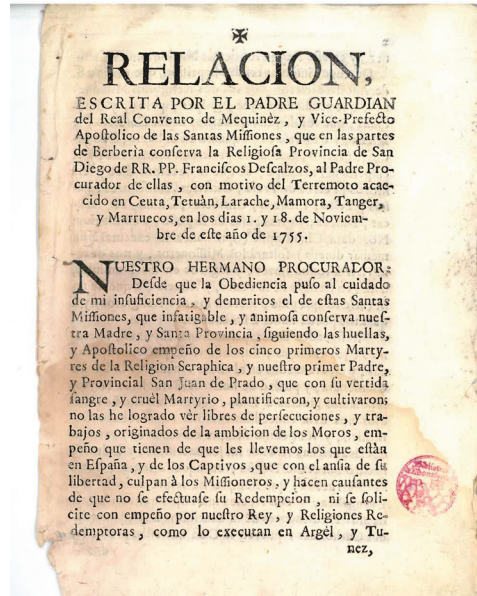 RELACION,
ESCRITA POR EL PADRE GUARDIAN
del Real Convento de Mequinèz, y Vice-Prefecto
Apoſtolico de las Santas Miſſiones, que en las partes
de Berberìa conſerva la Religioſa Provincia de San
Diego de RR. PP. Franciſcos Deſcalzos, al Padre Pro-
curador de ellas, con motivo del Terremoto acae-
cido en Ceuta, Tetuàn, Larache, Mamora, Tanger,
y Marruecos, en los dias 1. y 18. de Noviem-
bre de eſte año de 1755.
NUESTRO HERMANO PROCURADOR:
Deſde que la Obediencia puſo al cuidado
de mi inſuficiencia, y demeritos el de eſtas Santas
Miſſiones, que infatigable, y animoſa conſerva nueſ-
tra Madre, y Santa Provincia, ſiguiendo las huellas,
y Apoſtolico empeño de los cinco primeros Marty-
res de la Religion Seraphica, y nueſtro primer Padre,
y Provincial San Juan de Prado, que con ſu vertida
ſangre, y cruèl Martyrio, plantificaron, y cultivaron;
no las he logrado vèr libres de perſecuciones, y tra-
bajos, originados de la ambicion de los Moros, em-
peño que tienen de que les llevemos los que eſtàn
en Eſpaña, y de los Captivos, que con el anſia de ſu
libertad, culpan à los Miſſioneros, y hacen cauſantes
de que no ſe efectuaſe ſu Redempcion, ni ſe ſoli-
cite con empeño por nueſtro Rey, y Religiones Re-
demptoras, como lo executan en Argèl, y Tu-
nez,